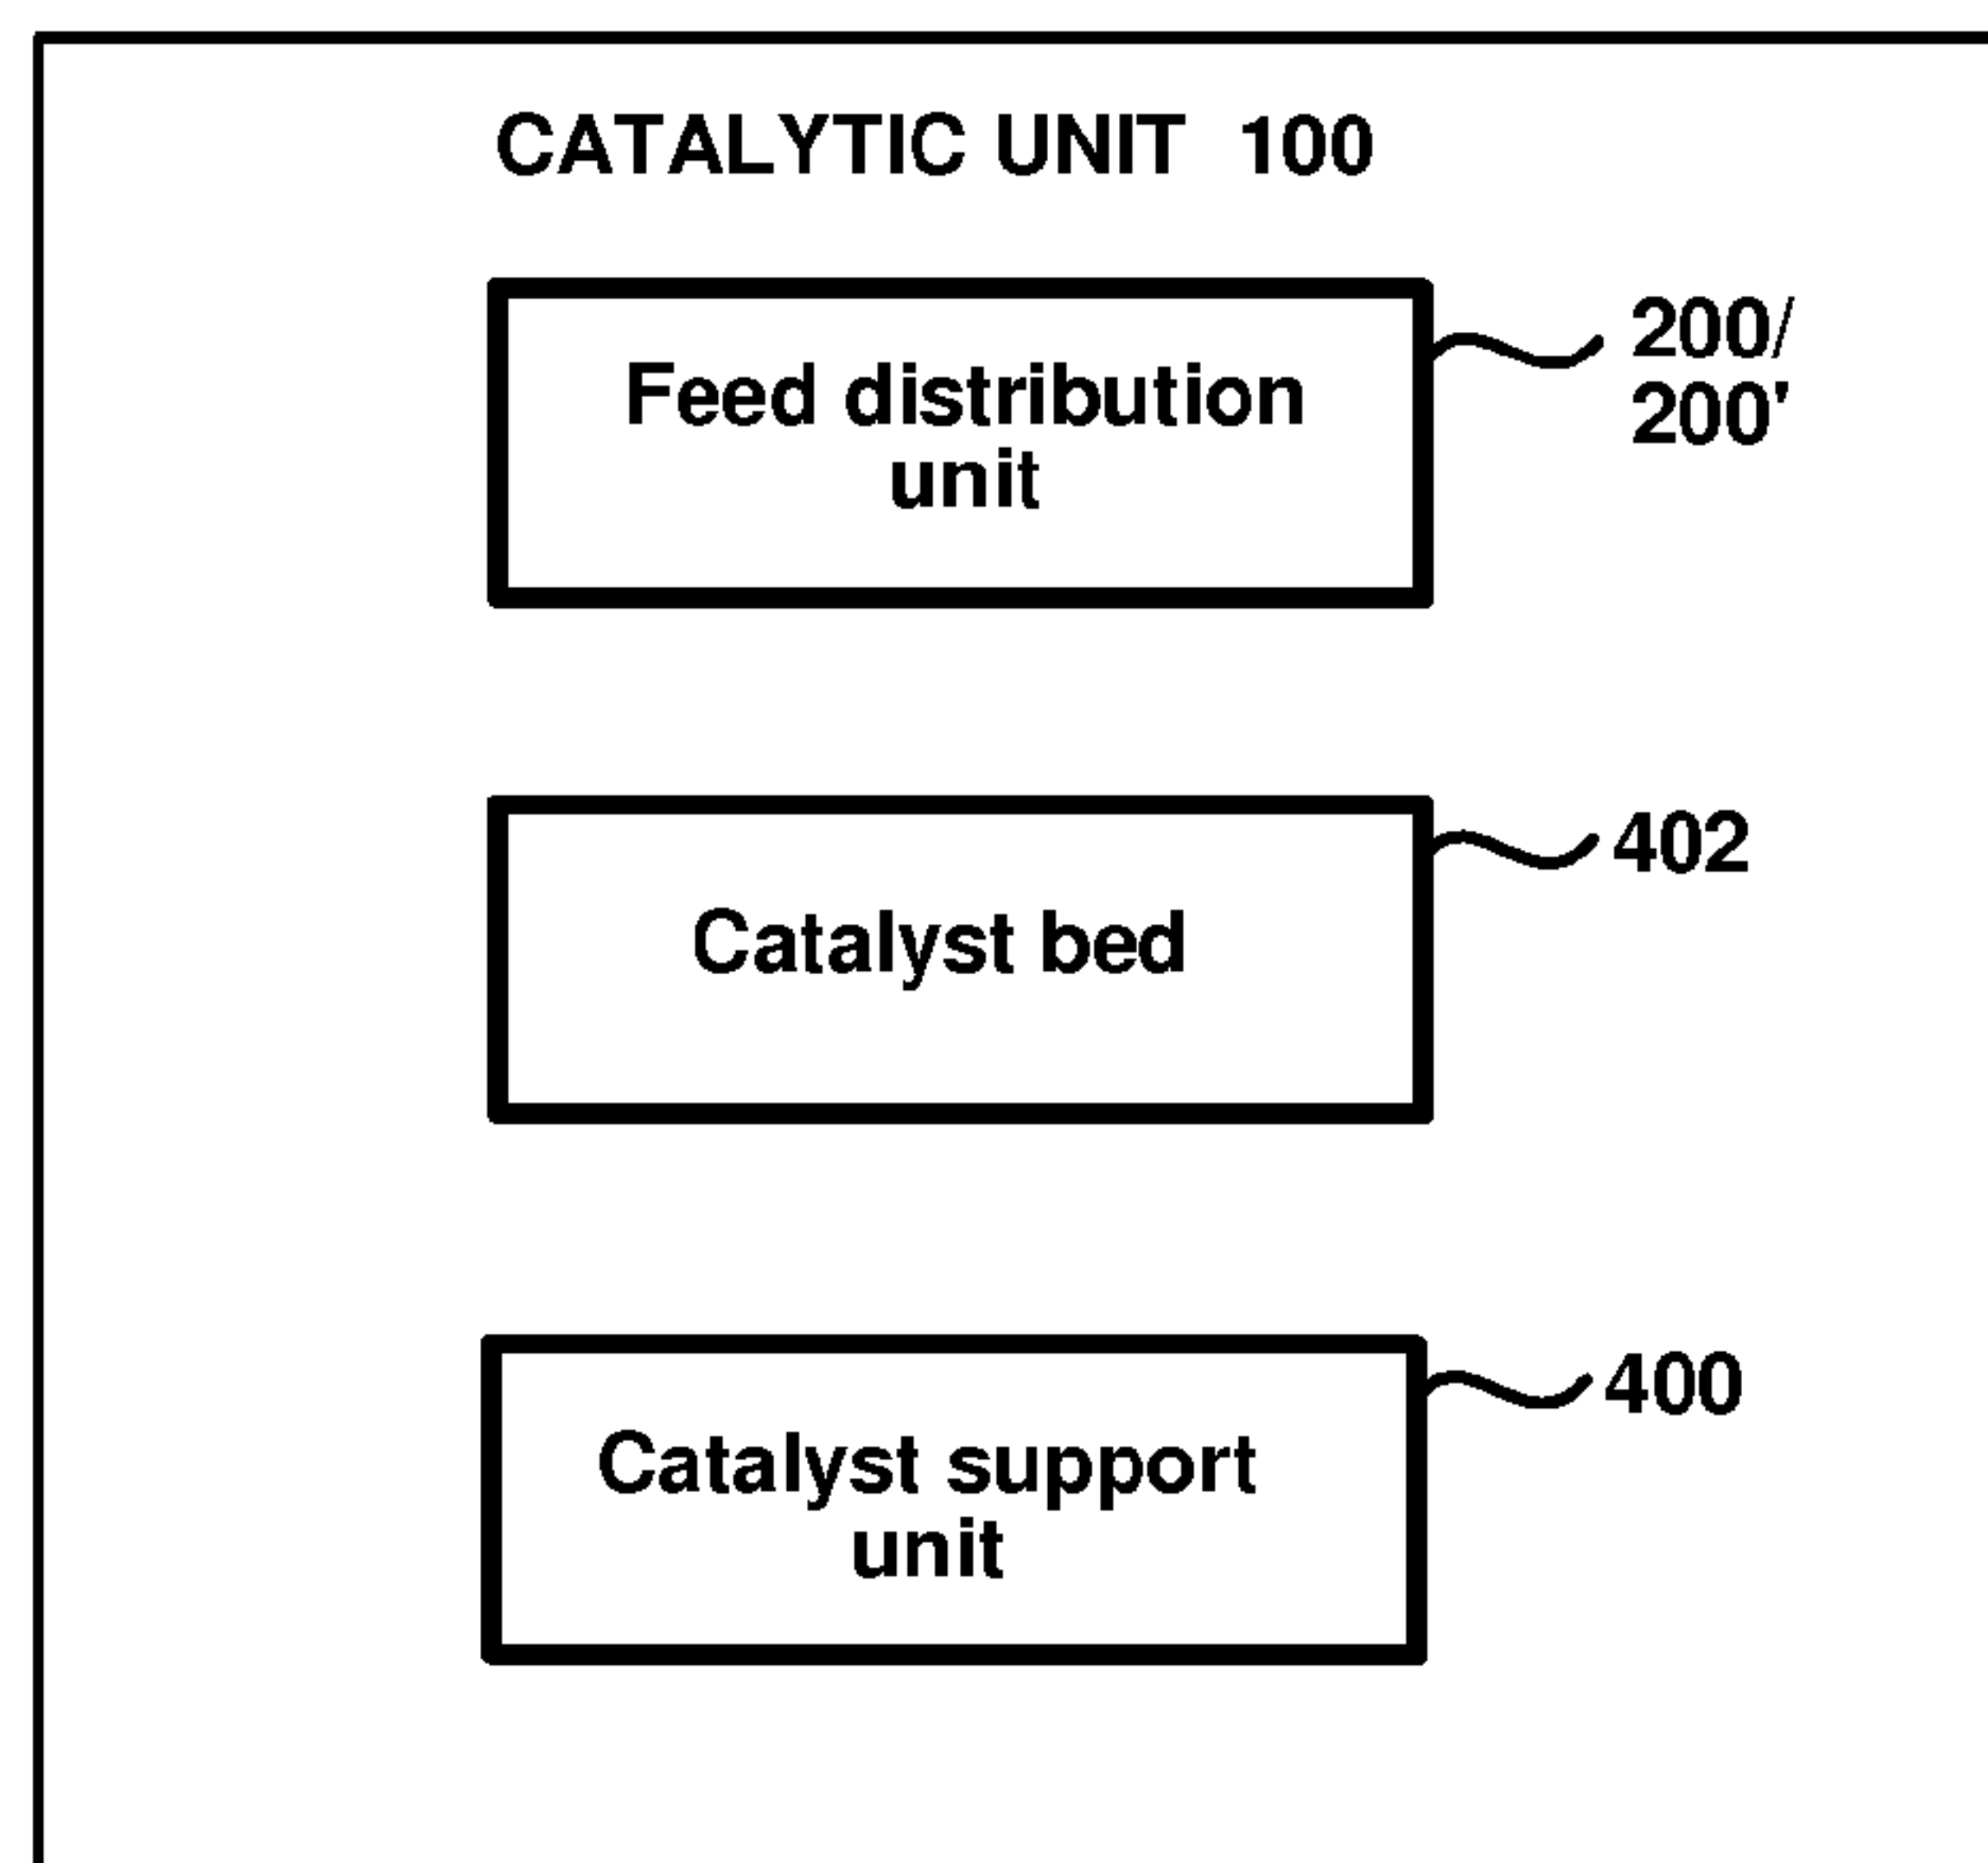 CATALYTIC UNIT 100
Feed distribution
unit
200/
200'
Catalyst bed
402
Catalyst support
unit
400